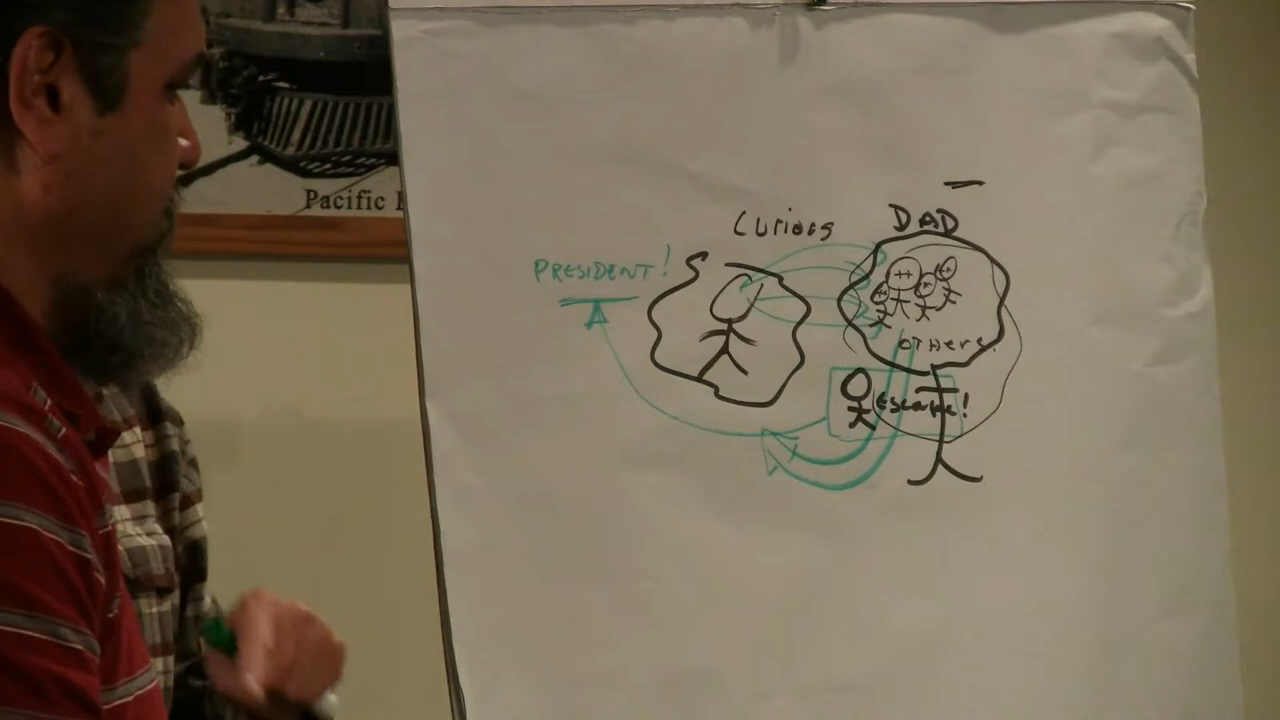 Pacific
Curious
DAD
PRESIDENT!
OTHERS
escape!